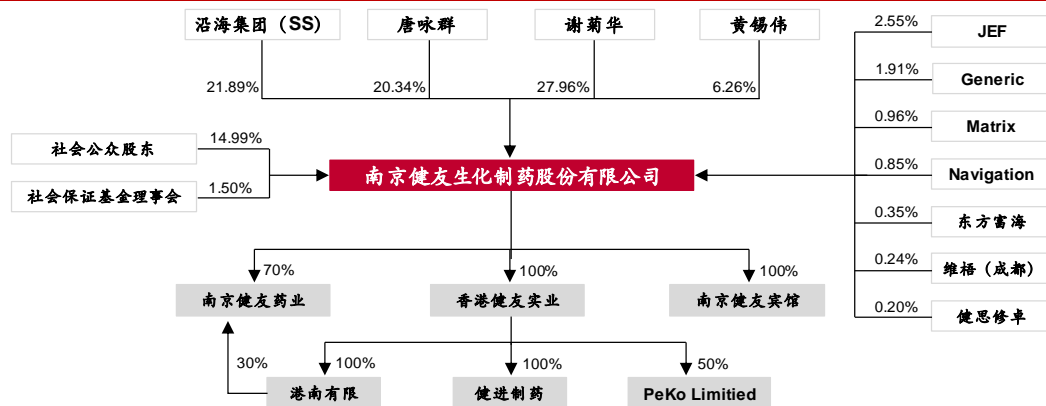 沿海集团（SS）
唐咏群
谢菊华
黄锡伟
21.89%
20.34%
27.96%
6.26%
2.55%
JEF
1.91%
Generic
0.96%
Matrix
0.85%
Navigation
0.35%
东方富海
0.24%
维梧（成都）
0.20%
健思修卓
社会公众股东
14.99%
社会保证基金理事会
1.50%
南京健友生化制药股份有限公司
70%
100%
100%
南京健友药业
香港健友实业
南京健友宾馆
30%
100%
100%
50%
港南有限
健进制药
PeKo Limitied